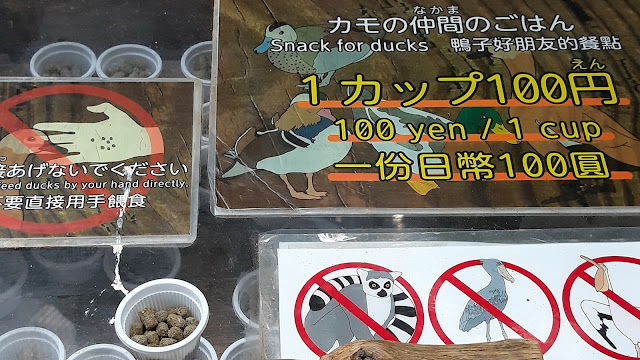 なかま
カモの仲間のごはん
Snack for ducks 鴨子好朋友的餐點
えん
1カップ100円
100 yen / 1 cup
一份日幣100圓
あげないでください
feed ducks by your hand directly.
要直接用手餵食